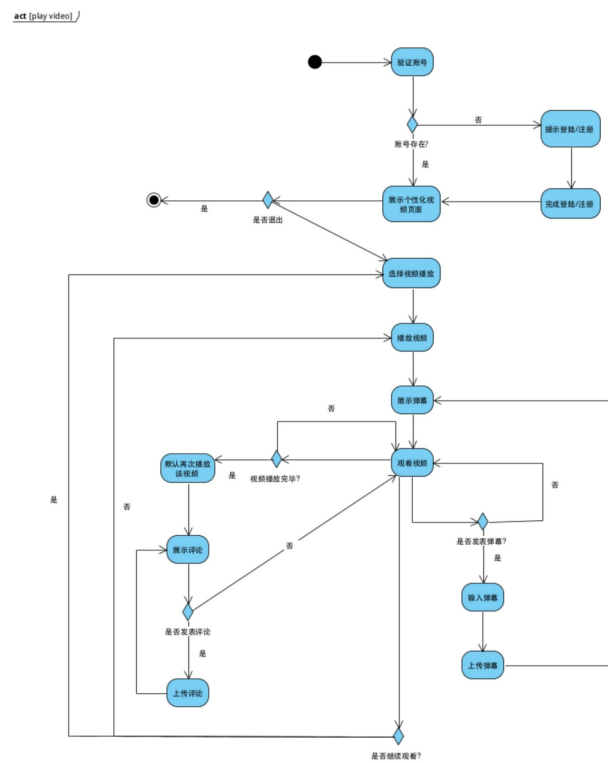 act [play video]
验证账号
否
提示登陆/注册
账号存在?
是
展示个性化视
频页面
完成登陆/注册
是
是否退出
选择视频播放
播放视频
展示弹幕
否
默认再次播放
该视频
观看视频
是
视频播放完毕?
否
是
否
是否发表弹幕?
展示评论
否
是
输入弹幕
是否发表评论
是
上传弹幕
上传评论
是否继续观看?